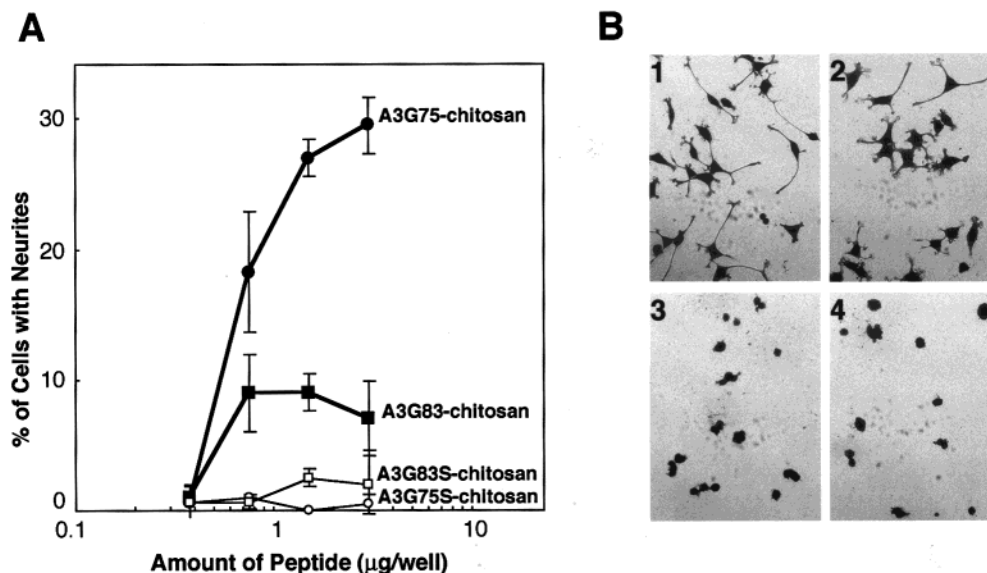 A
B
30
20
10
0
0.1
1
10
% of Cells with Neurites
Amount of Peptide (µg/well)
A3G75-chitosan
A3G83-chitosan
A3G83S-chitosan
A3G75S-chitosan
1
2
3
4